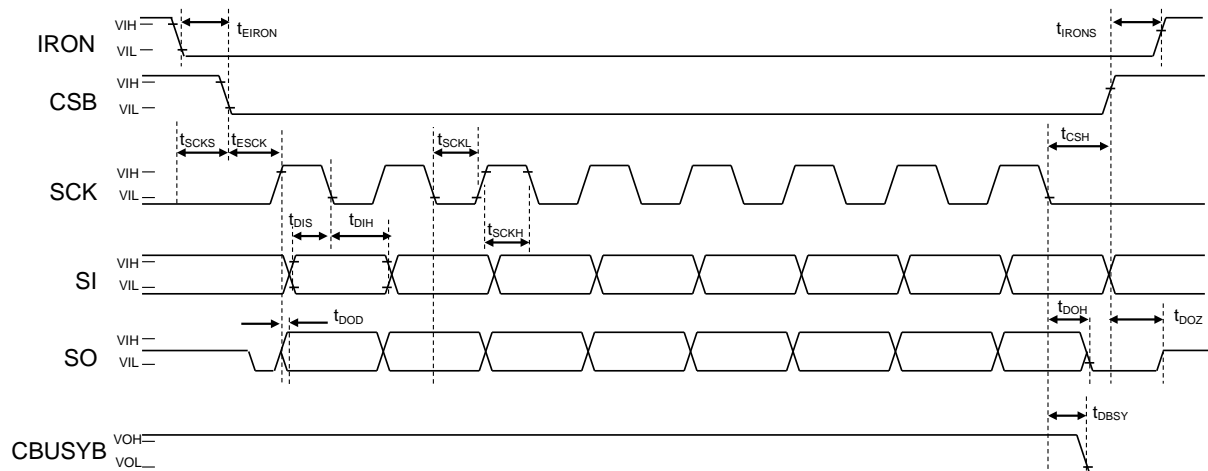 VIH
IRON
VIL
tEIRON
tIRONS
VIH
CSB
VIL
tSCKS
tESCK
tSCKL
tCSH
VIH
SCK
VIL
tDIS
tDIH
tSCKH
VIH
SI
VIL
tDOD
tDOH
tDOZ
VIH
SO
VIL
tDBSY
VOH
CBUSYB
VOL